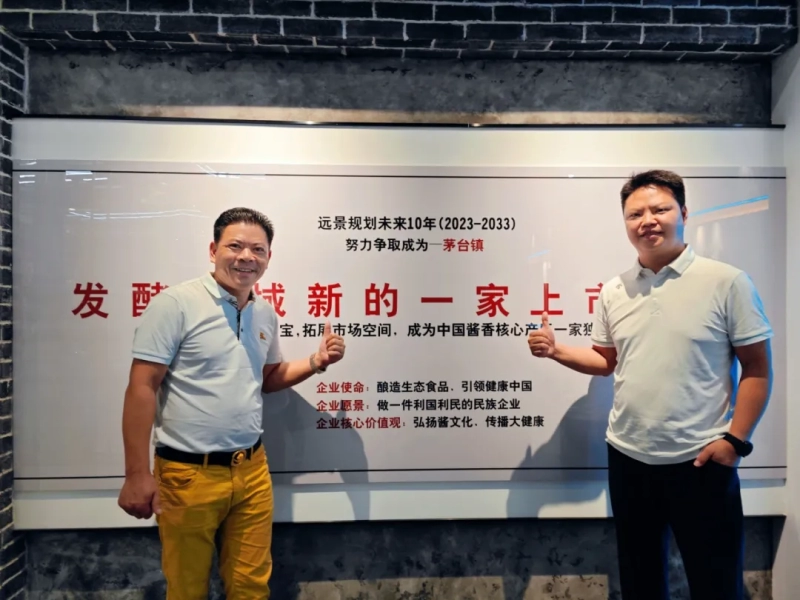 远景规划未来10年(2023-2033)
努力争取成为—茅台镇
发酵 域新的一家上市
宝,拓展市场空间,成为中国酱香核心产 一家独
企业使命：酿造生态食品，引领健康中国
企业愿景：做一件利国利民的民族企业
企业核心价值观：弘扬酱文化，传播大健康